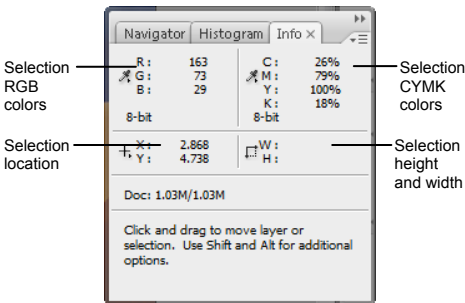 Navigator Histogram Info ×
Selection
RGB
colors
R: 163
G: 73
B: 29
8-bit
C: 26%
M: 79%
Y: 100%
K: 18%
8-bit
Selection
CYMK
colors
Selection
location
X: 2.868
Y: 4.738
W:
H:
Selection
height
and width
Doc: 1.03M/1.03M
Click and drag to move layer or
selection. Use Shift and Alt for additional
options.